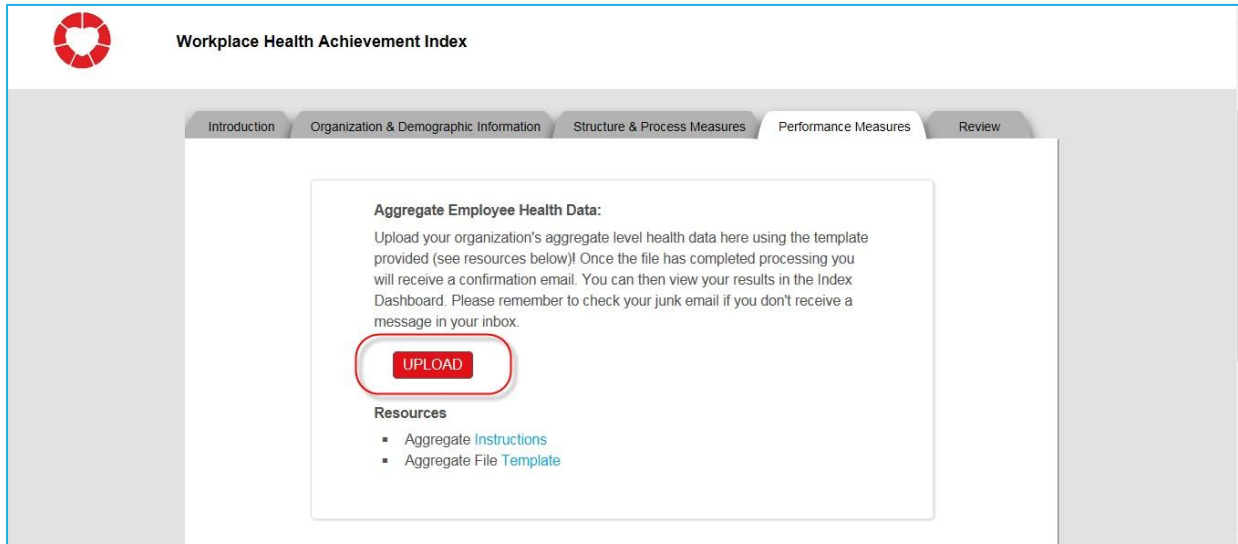 Workplace Health Achievement Index
Introduction
Organization & Demographic Information
Structure & Process Measures
Performance Measures
Review
Aggregate Employee Health Data:
Upload your organization's aggregate level health data here using the template
provided (see resources below)! Once the file has completed processing you
will receive a confirmation email. You can then view your results in the Index
Dashboard. Please remember to check your junk email if you don't receive a
message in your inbox.
UPLOAD
Resources
▪ Aggregate Instructions
▪ Aggregate File Template